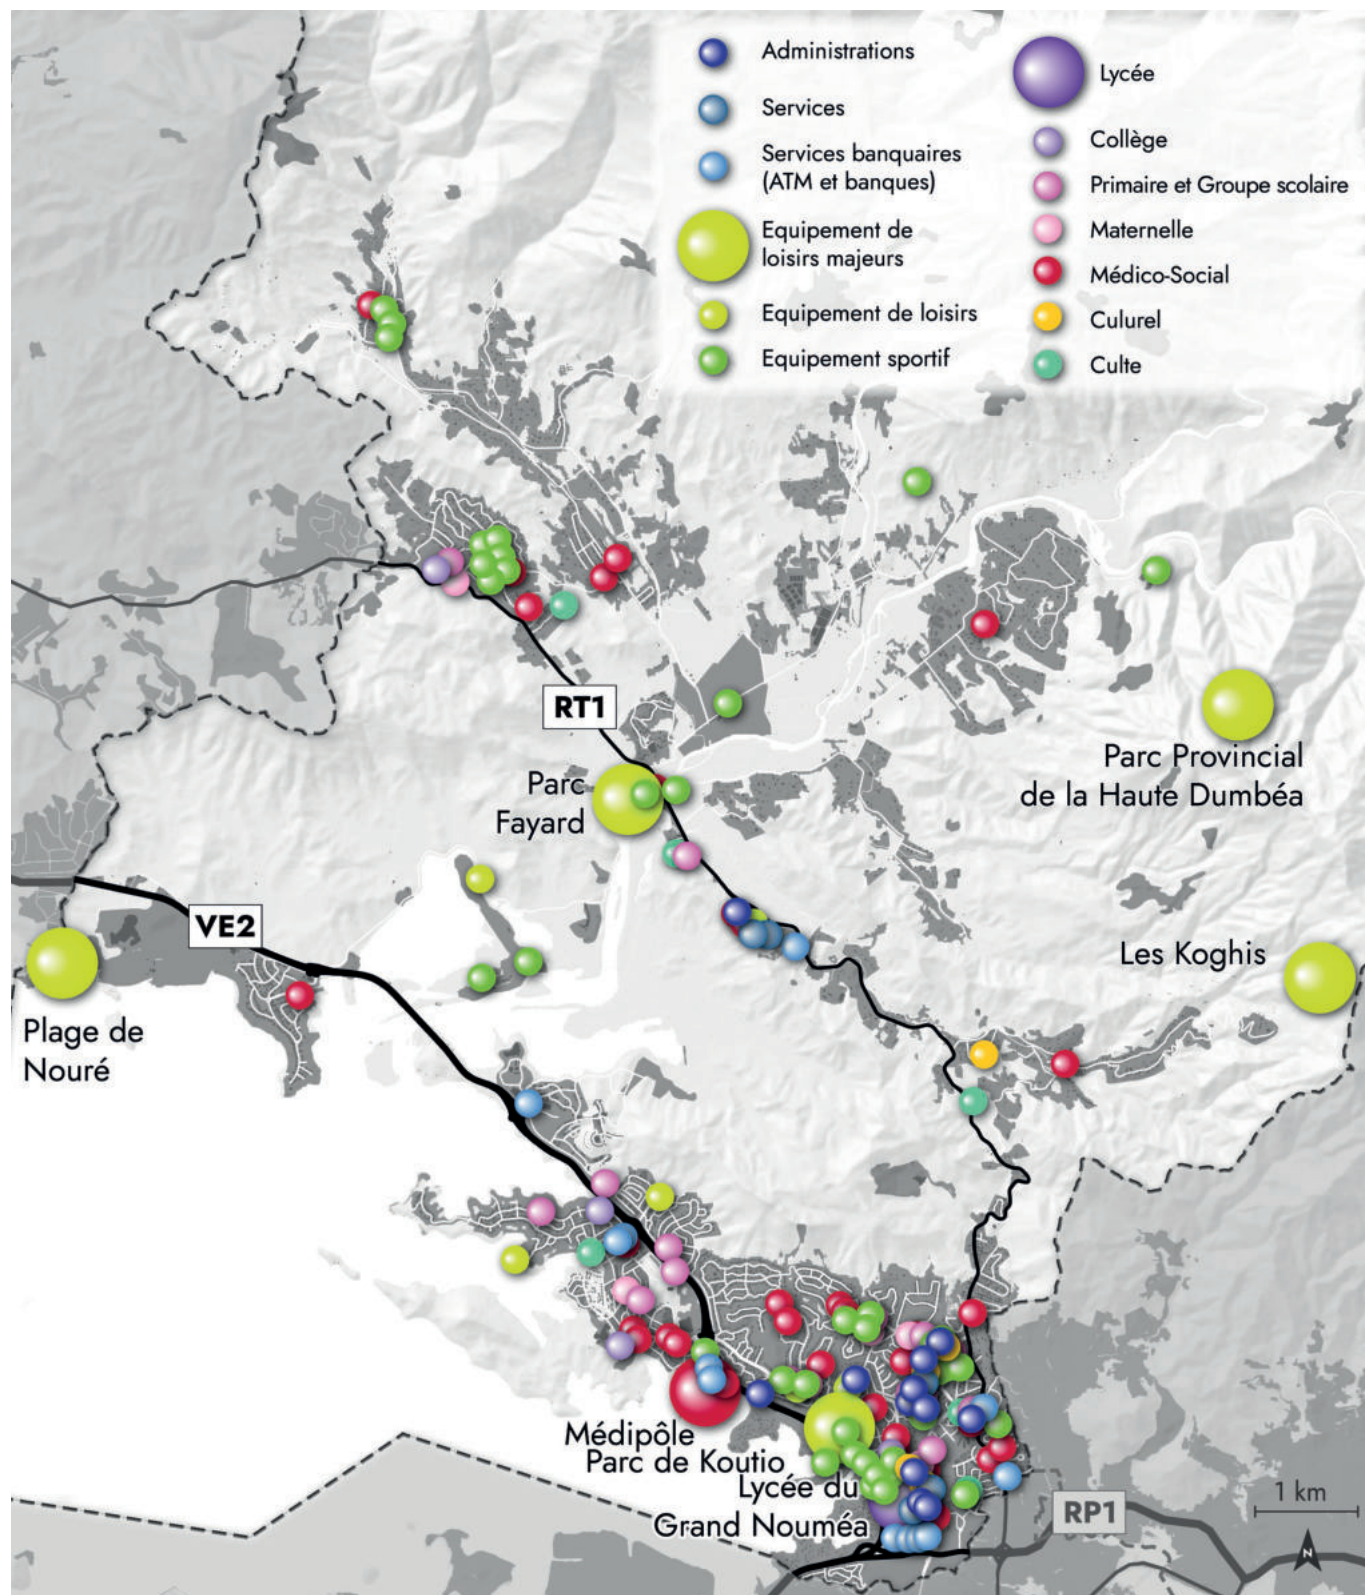 Administrations
Services
Services banquaires
(ATM et banques)
Equipement de
loisirs majeurs
Equipement de loisirs
Equipement sportif
Lycée
Collège
Primaire et Groupe scolaire
Maternelle
Médico-Social
Culurel
Culte
RT1
Parc
Fayard
Parc Provincial
de la Haute Dumbéa
VE2
Les Koghis
Plage de
Nouré
Médipôle
Parc de Koutio
Lycée du
Grand Nouméa
RP1
1 km
N